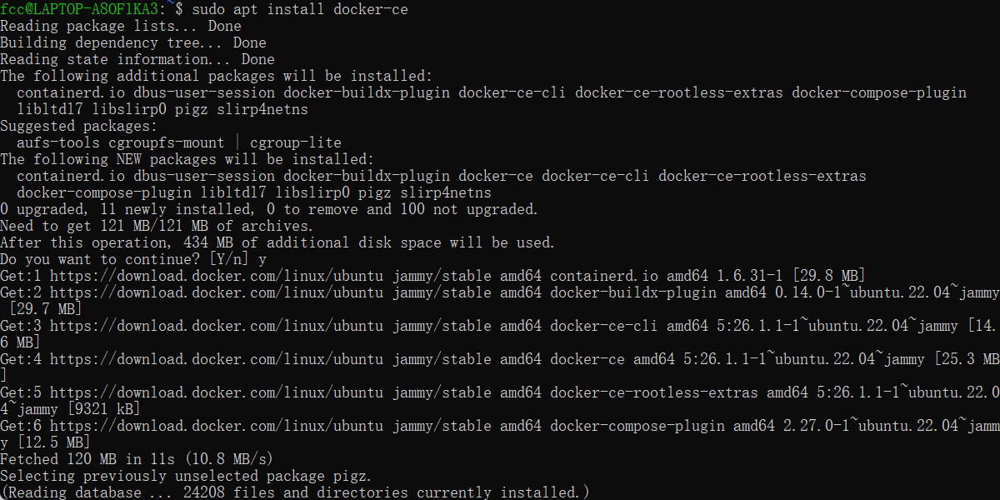 fcc@LAPTOP-A8OF1KA3:~$ sudo apt install docker-ce
Reading package lists... Done
Building dependency tree... Done
Reading state information... Done
The following additional packages will be installed:
  containerd.io dbus-user-session docker-buildx-plugin docker-ce-cli docker-ce-rootless-extras docker-compose-plugin
  libltdl7 libslirp0 pigz slirp4netns
Suggested packages:
  aufs-tools cgroupfs-mount | cgroup-lite
The following NEW packages will be installed:
  containerd.io dbus-user-session docker-buildx-plugin docker-ce docker-ce-cli docker-ce-rootless-extras
  docker-compose-plugin libltdl7 libslirp0 pigz slirp4netns
0 upgraded, 11 newly installed, 0 to remove and 100 not upgraded.
Need to get 121 MB/121 MB of archives.
After this operation, 434 MB of additional disk space will be used.
Do you want to continue? [Y/n] y
Get:1 https://download.docker.com/linux/ubuntu jammy/stable amd64 containerd.io amd64 1.6.31-1 [29.8 MB]
Get:2 https://download.docker.com/linux/ubuntu jammy/stable amd64 docker-buildx-plugin amd64 0.14.0-1~ubuntu.22.04~jammy
 [29.7 MB]
Get:3 https://download.docker.com/linux/ubuntu jammy/stable amd64 docker-ce-cli amd64 5:26.1.1-1~ubuntu.22.04~jammy [14.
6 MB]
Get:4 https://download.docker.com/linux/ubuntu jammy/stable amd64 docker-ce amd64 5:26.1.1-1~ubuntu.22.04~jammy [25.3 MB
]
Get:5 https://download.docker.com/linux/ubuntu jammy/stable amd64 docker-ce-rootless-extras amd64 5:26.1.1-1~ubuntu.22.0
4~jammy [9321 kB]
Get:6 https://download.docker.com/linux/ubuntu jammy/stable amd64 docker-compose-plugin amd64 2.27.0-1~ubuntu.22.04~jamm
y [12.5 MB]
Fetched 120 MB in 11s (10.8 MB/s)
Selecting previously unselected package pigz.
(Reading database ... 24208 files and directories currently installed.)